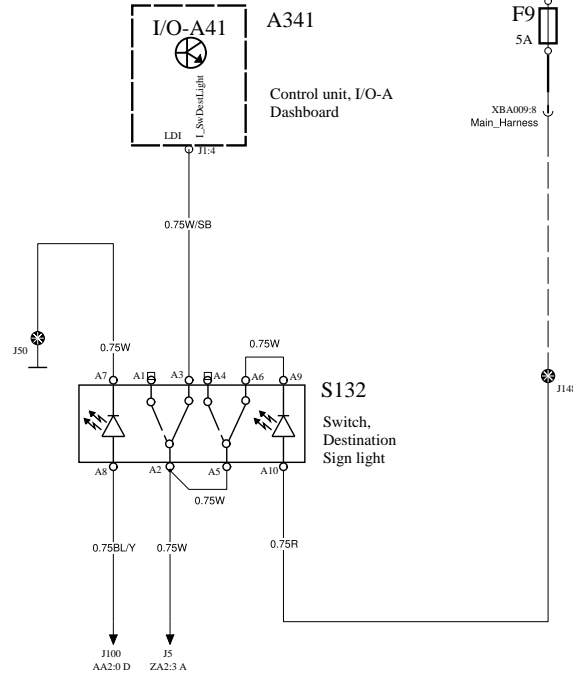 I/O-A41
A341
I_SwDestLight
LDI
J1:4
Control unit, I/O-A
Dashboard
F9
5A
XBA009:8
Main_Harness
0.75W/SB
J50
0.75W
0.75W
A7
A1
A3
A4
A6
A9
J148
S132
Switch,
Destination
Sign light
A8
A2
A5
A10
0.75W
0.75BL/Y
0.75W
0.75R
J100
AA2:0 D
J5
ZA2:3 A